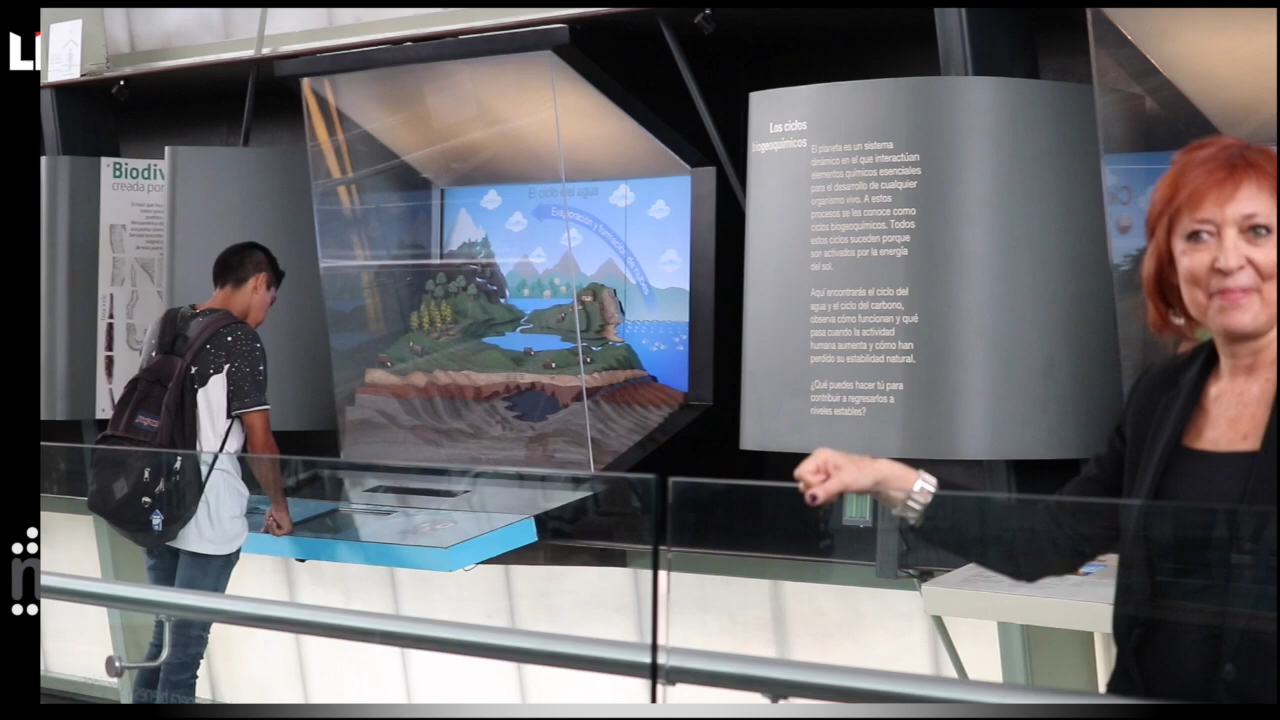 Biodiv
creada por
El ciclo del agua
Evaporación y formación de nubes
Los ciclos
biogeoquímicos
El planeta es un sistema
dinámico en el que interactúan
elementos químicos esenciales
para el desarrollo de cualquier
organismo vivo. A estos
procesos se les conoce como
ciclos biogeoquímicos. Todos
estos ciclos suceden porque
son activados por la energía
del sol.
Aquí encontrarás el ciclo del
agua y el ciclo del carbono,
observa cómo funcionan y qué
pasa cuando la actividad
humana aumenta y cómo han
perdido su estabilidad natural.
¿Qué puedes hacer tú para
contribuir a regresarlos a
niveles estables?